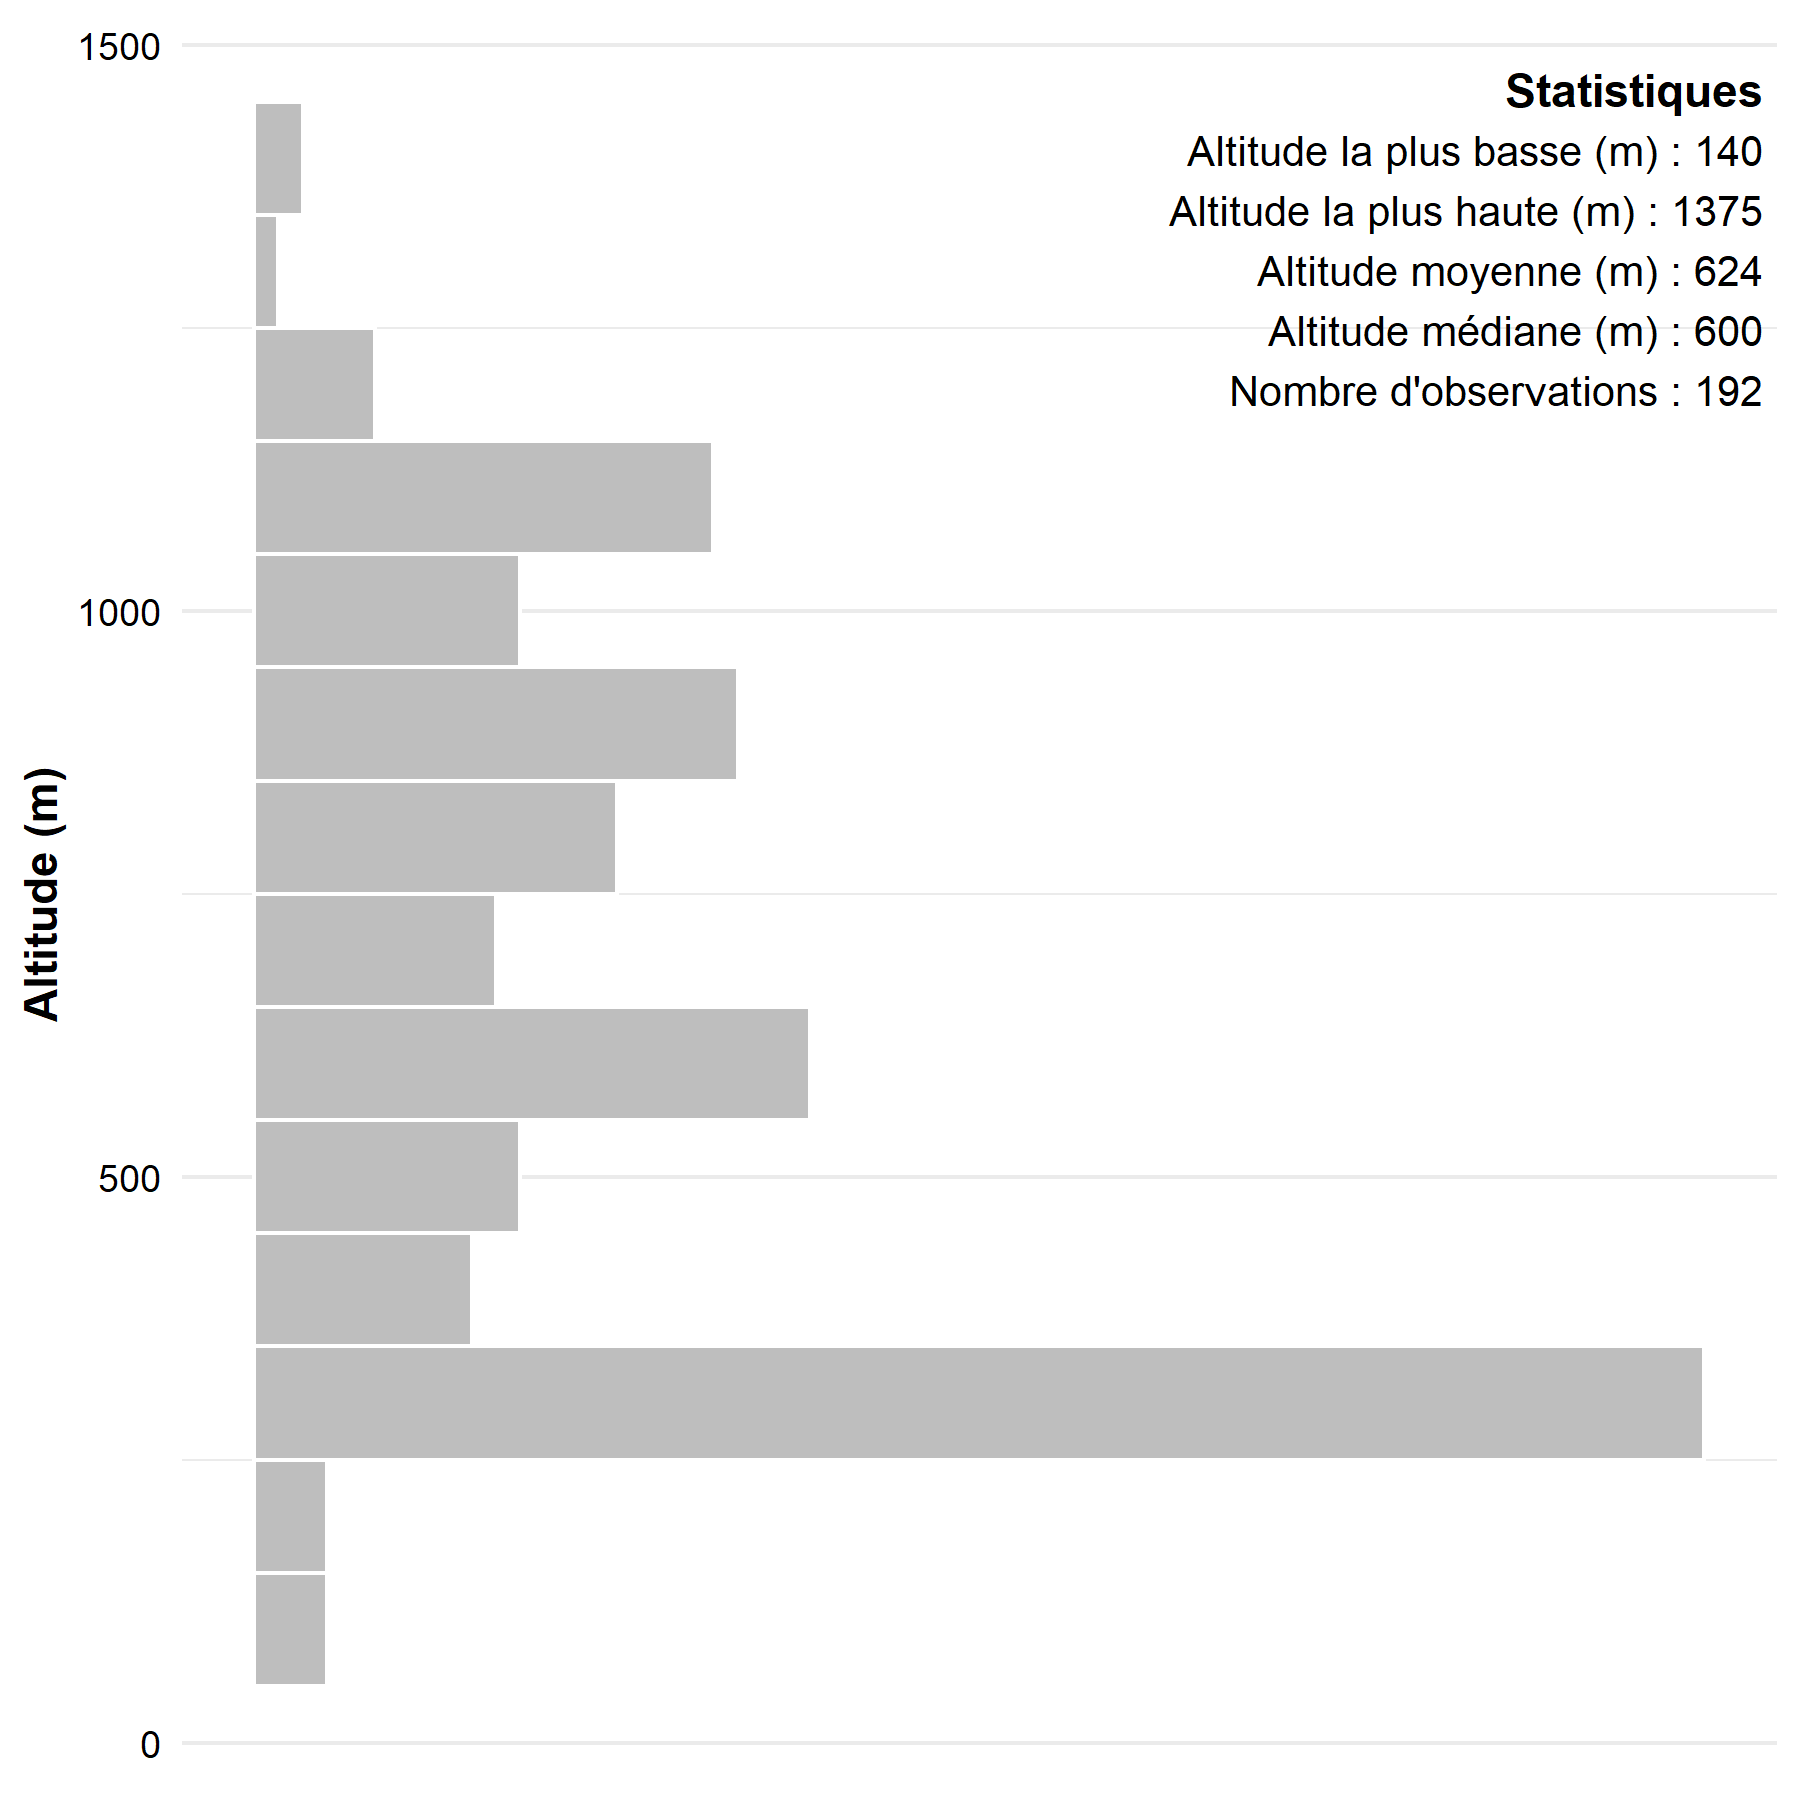 1500
Statistiques
Altitude la plus basse (m) : 140
Altitude la plus haute (m) : 1375
Altitude moyenne (m) : 624
Altitude médiane (m) : 600
Nombre d'observations : 192
1000
Altitude (m)
500
0